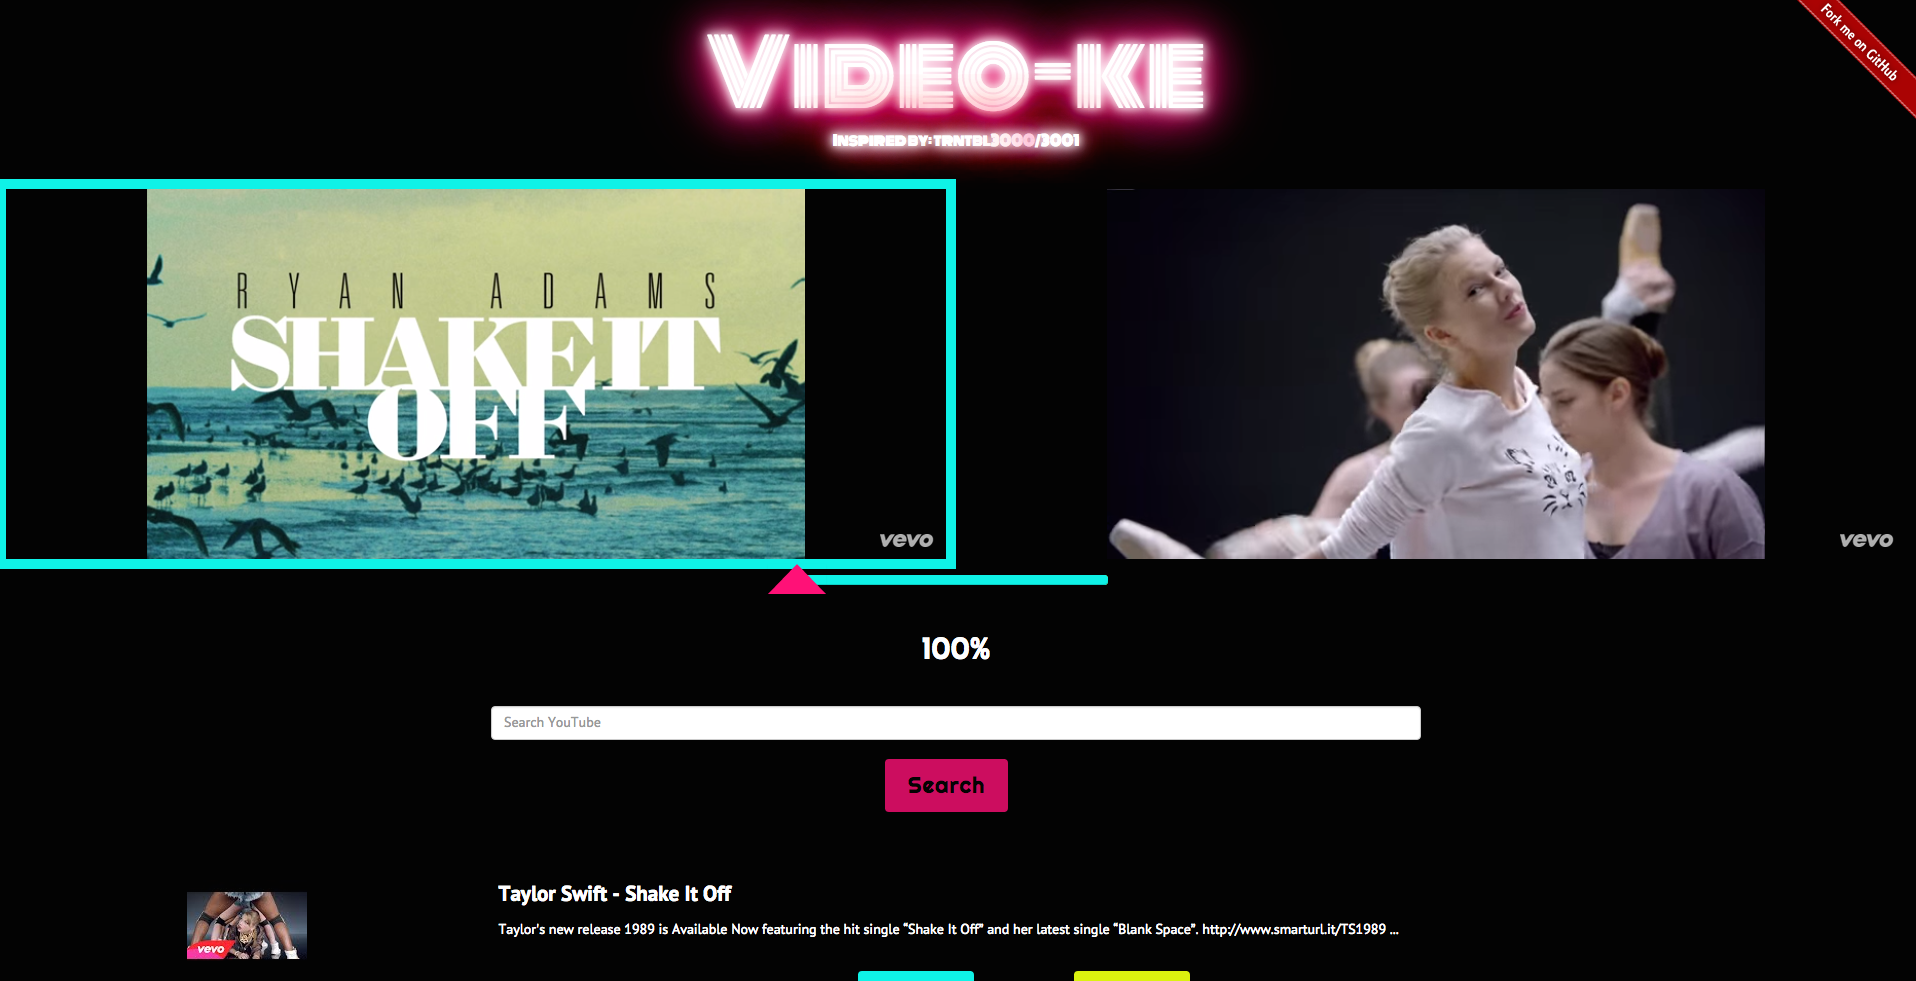 Video-ke
Fork me on GitHub
Inspired by: trntbl3000/3001
RYAN ADAMS
SHAKE IT
OFF
vevo
vevo
100%
Search YouTube
Search
Taylor Swift - Shake It Off
Taylor's new release 1989 is Available Now featuring the hit single “Shake It Off” and her latest single “Blank Space”. http://www.smarturl.it/TS1989 ...
vevo